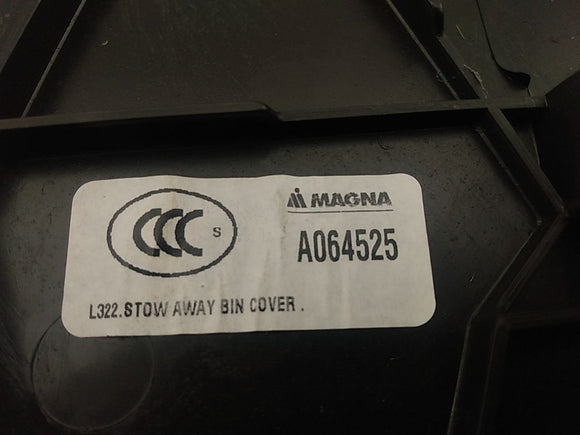 CCC S
MAGNA
A064525
L322.STOW AWAY BIN COVER .